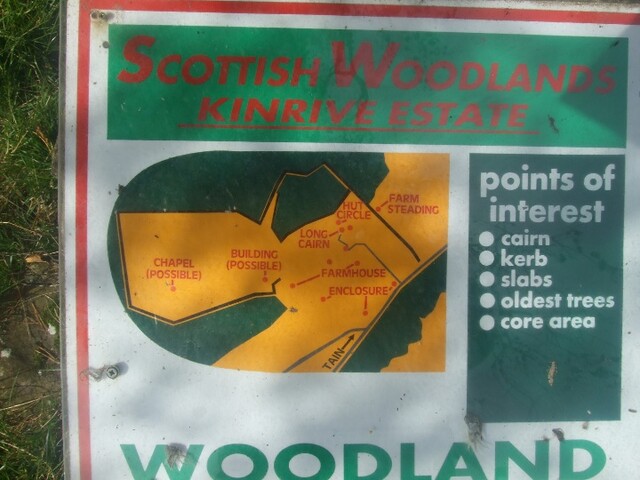 SCOTTISH WOODLANDS
KINRIVE ESTATE
HUT
CIRCLE
FARM
STEADING
LONG
CAIRN
CHAPEL
(POSSIBLE)
BUILDING
(POSSIBLE)
FARMHOUSE
ENCLOSURE
TAIN
points of
interest
cairn
kerb
slabs
oldest trees
core area
WOODLAND